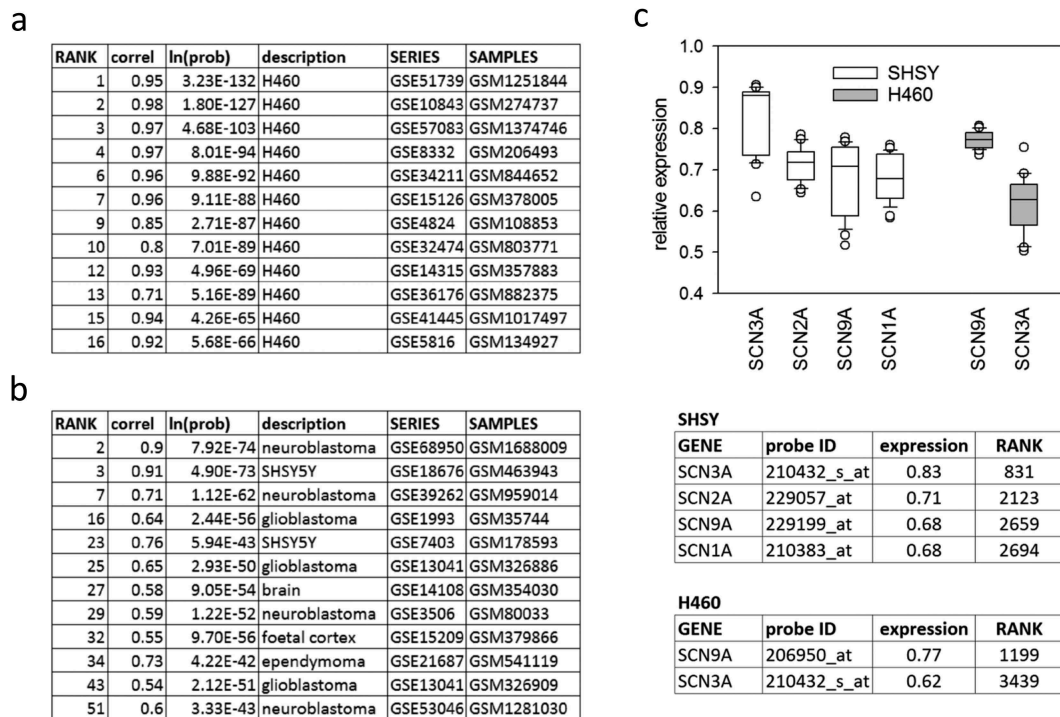 a
RANK correl ln(prob) description SERIES SAMPLES
1 0.95 3.23E-132 H460 GSE51739 GSM1251844
2 0.98 1.80E-127 H460 GSE10843 GSM274737
3 0.97 4.68E-103 H460 GSE57083 GSM1374746
4 0.97 8.01E-94 H460 GSE8332 GSM206493
6 0.96 9.88E-92 H460 GSE34211 GSM844652
7 0.96 9.11E-88 H460 GSE15126 GSM378005
9 0.85 2.71E-87 H460 GSE4824 GSM108853
10 0.8 7.01E-89 H460 GSE32474 GSM803771
12 0.93 4.96E-69 H460 GSE14315 GSM357883
13 0.71 5.16E-89 H460 GSE36176 GSM882375
15 0.94 4.26E-65 H460 GSE41445 GSM1017497
16 0.92 5.68E-66 H460 GSE5816 GSM134927
b
RANK correl ln(prob) description SERIES SAMPLES
2 0.9 7.92E-74 neuroblastoma GSE68950 GSM1688009
3 0.91 4.90E-73 SHSY5Y GSE18676 GSM463943
7 0.71 1.12E-62 neuroblastoma GSE39262 GSM959014
16 0.64 2.44E-56 glioblastoma GSE1993 GSM35744
23 0.76 5.94E-43 SHSY5Y GSE7403 GSM178593
25 0.65 2.93E-50 glioblastoma GSE13041 GSM326886
27 0.58 9.05E-54 brain GSE14108 GSM354030
29 0.59 1.22E-52 neuroblastoma GSE3506 GSM80033
32 0.55 9.70E-56 foetal cortex GSE15209 GSM379866
34 0.73 4.22E-42 ependymoma GSE21687 GSM541119
43 0.54 2.12E-51 glioblastoma GSE13041 GSM326909
51 0.6 3.33E-43 neuroblastoma GSE53046 GSM1281030
c
relative expression
1.0
0.9
0.8
0.7
0.6
0.5
0.4
SHSY
H460
SCN3A
SCN2A
SCN9A
SCN1A
SCN9A
SCN3A
SHSY
GENE probe ID expression RANK
SCN3A 210432_s_at 0.83 831
SCN2A 229057_at 0.71 2123
SCN9A 229199_at 0.68 2659
SCN1A 210383_at 0.68 2694
H460
GENE probe ID expression RANK
SCN9A 206950_at 0.77 1199
SCN3A 210432_s_at 0.62 3439